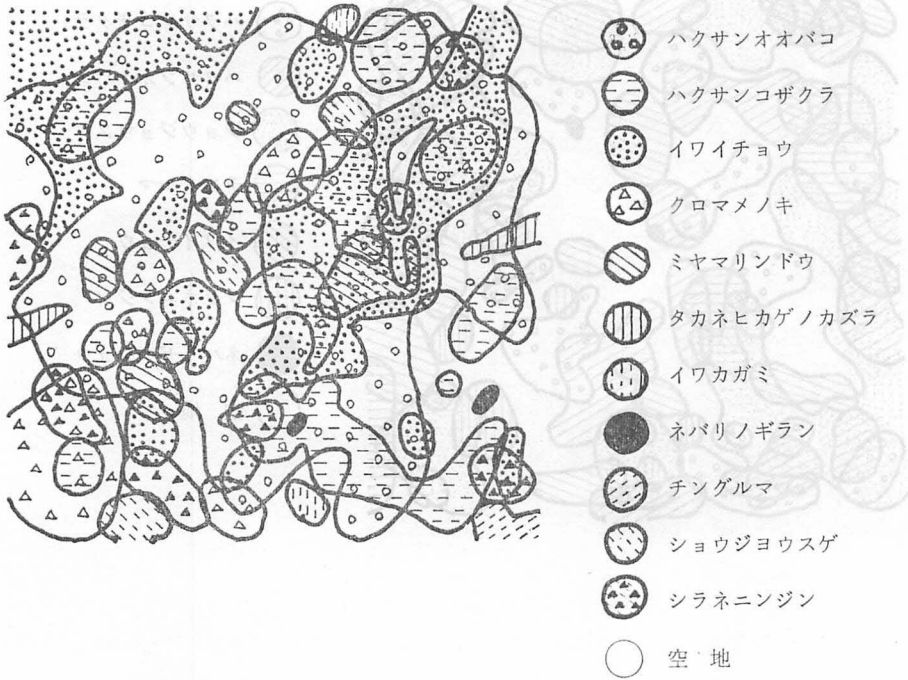 ハクサンオオバコ
ハクサンコザクラ
イワイチョウ
クロマメノキ
ミヤマリンドウ
タカネヒカゲノカズラ
イワカガミ
ネバリノギラン
チングルマ
ショウジヨウスゲ
シラネニンジン
空地